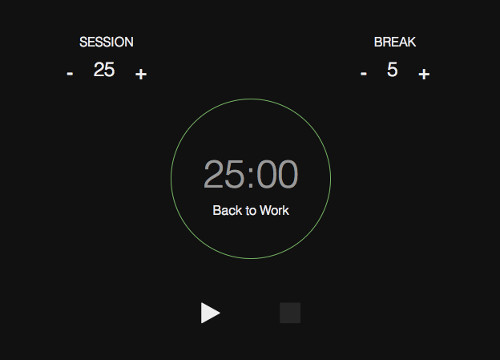 SESSION
- 25 +
BREAK
- 5 +
25:00
Back to Work